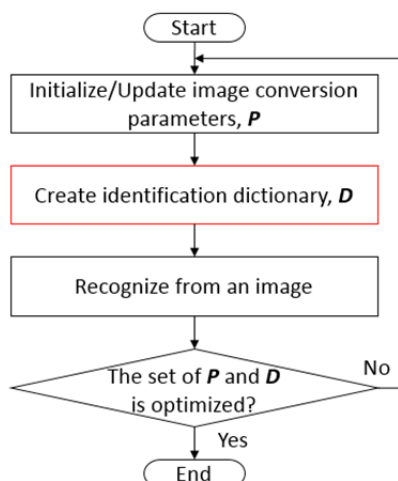 Start
Initialize/Update image conversion
parameters, P
Create identification dictionary, D
Recognize from an image
The set of P and D
is optimized?
No
Yes
End